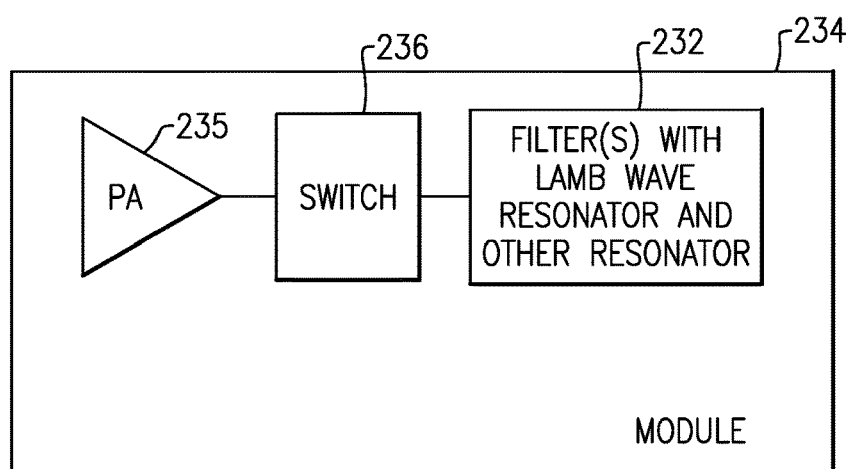 234
236
232
235
PA
SWITCH
FILTER(S) WITH
LAMB WAVE
RESONATOR AND
OTHER RESONATOR
MODULE